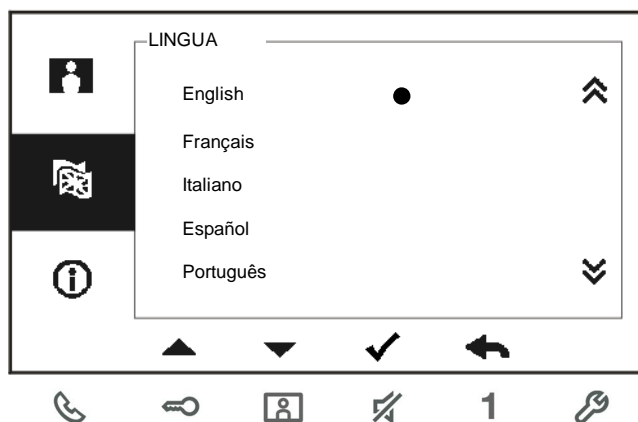 LINGUA
English
Français
Italiano
Español
Português
1